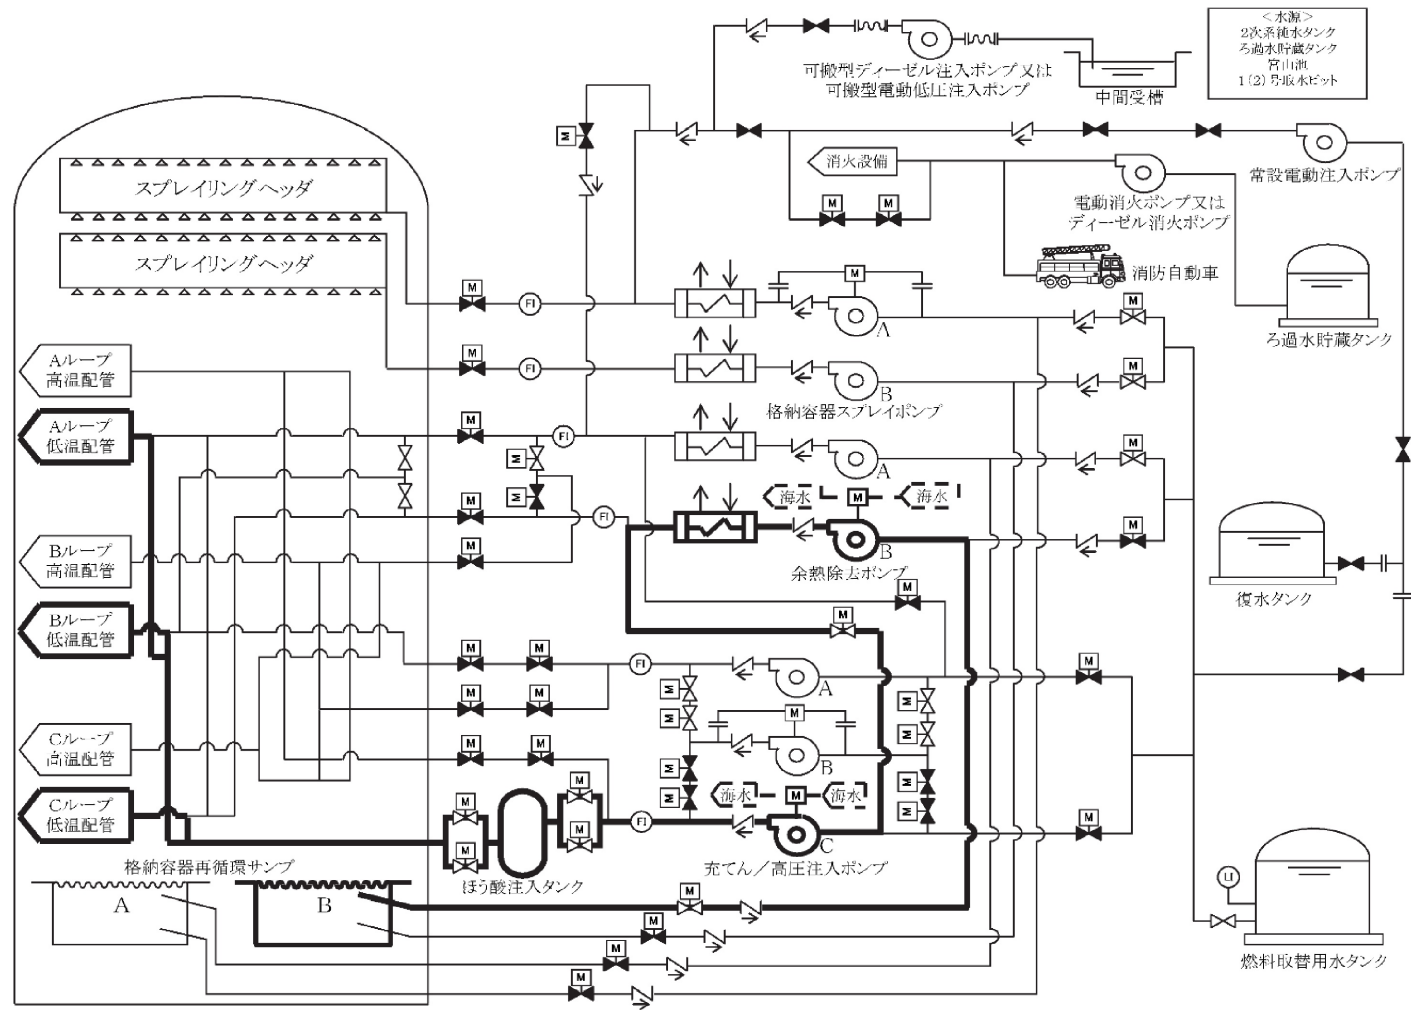 ＜水源＞
2次系純水タンク
ろ過水貯蔵タンク
宮山池
1(2)号取水ピット
可搬型ディーゼル注入ポンプ又は
可搬型電動低圧注入ポンプ
中間受槽
M
消火設備
常設電動注入ポンプ
M
M
電動消火ポンプ又は
ディーゼル消火ポンプ
消防自動車
ろ過水貯蔵タンク
スプレイリングヘッダ
スプレイリングヘッダ
M
FI
M
A
M
M
FI
B
M
格納容器スプレイポンプ
Aループ
高温配管
Aループ
低温配管
M
FI
M
A
M
M
M
FI
海水
M
海水
B
M
余熱除去ポンプ
Bループ
高温配管
M
復水タンク
Bループ
低温配管
M
M
M
M
FI
A
M
M
M
M
M
M
M
B
M
Cループ
高温配管
M
M
M
M
M
M
海水
M
海水
Cループ
低温配管
M
M
FI
C
M
M
M
充てん／高圧注入ポンプ
ほう酸注入タンク
格納容器再循環サンプ
A
B
M
M
M
M
LI
燃料取替用水タンク